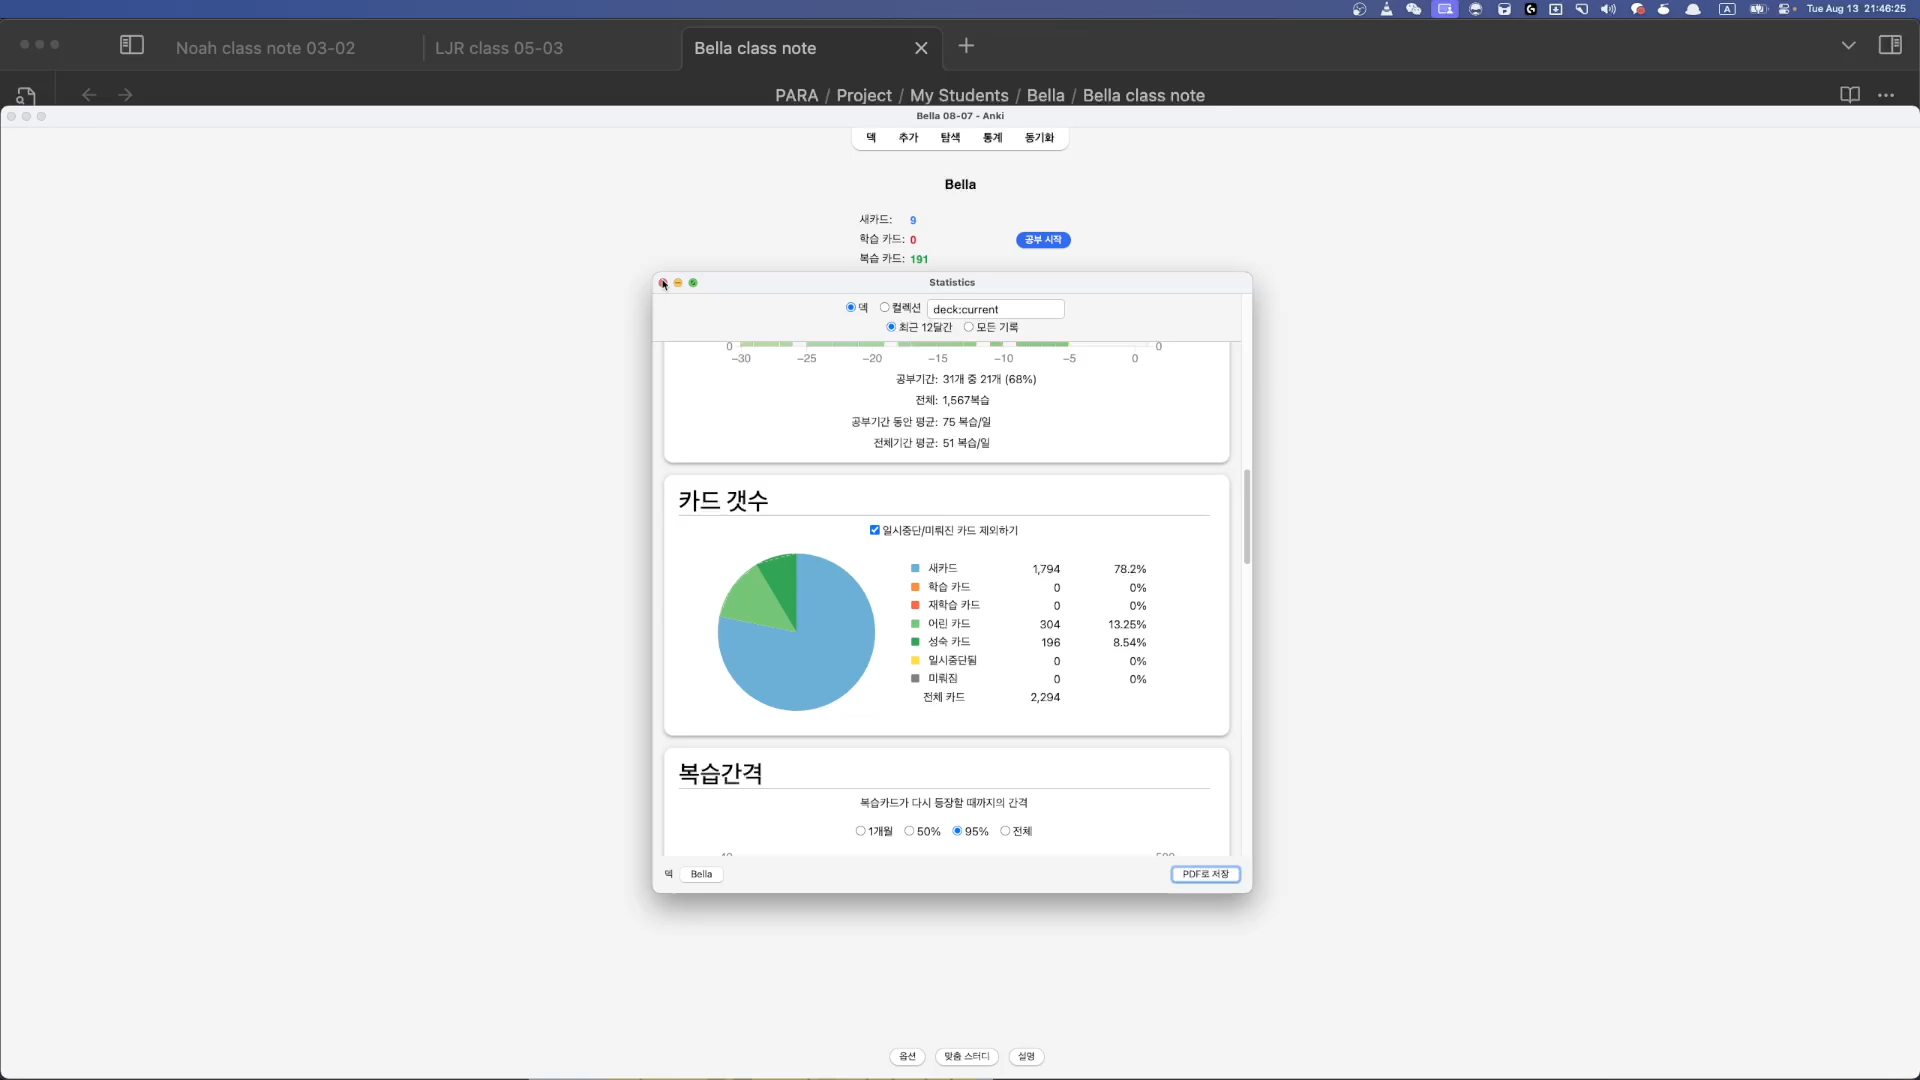 Tue Aug 13 21:46:25
Noah class note 03-02
LJR class 05-03
Bella class note
PARA / Project / My Students / Bella / Bella class note
Bella 08-07 - Anki
덱 추가 탐색 통계 동기화
Bella
새카드: 9
학습 카드: 0
공부 시작
복습 카드: 191
Statistics
덱 컬렉션 deck:current
최근 12달간 모든 기록
0 0
-30 -25 -20 -15 -10 -5 0
공부기간: 31개 중 21개 (68%)
전체: 1,567복습
공부기간 동안 평균: 75 복습/일
전체기간 평균: 51 복습/일
카드 갯수
일시중단/미뤄진 카드 제외하기
새카드 1,794 78.2%
학습 카드 0 0%
재학습 카드 0 0%
어린 카드 304 13.25%
성숙 카드 196 8.54%
일시중단됨 0 0%
미뤄짐 0 0%
전체 카드 2,294
복습간격
복습카드가 다시 등장할 때까지의 간격
1개월 50% 95% 전체
덱 Bella
PDF로 저장
옵션 맞춤 스터디 설명